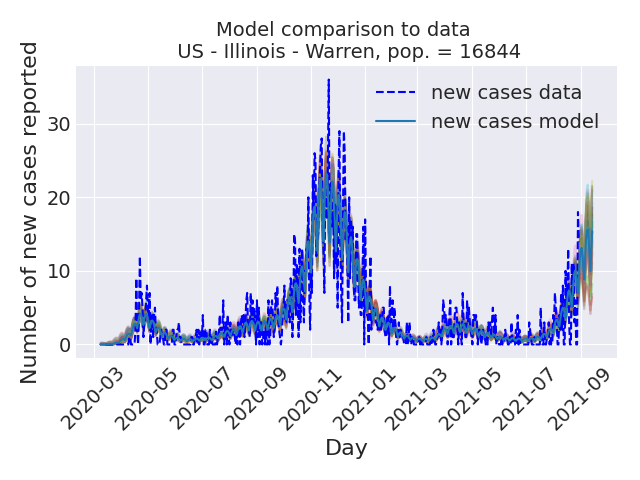 Model comparison to data
US - Illinois - Warren, pop. = 16844
Number of new cases reported
30
20
10
0
new cases data
new cases model
2020-03
2020-05
2020-07
2020-09
2020-11
2021-01
2021-03
2021-05
2021-07
2021-09
Day